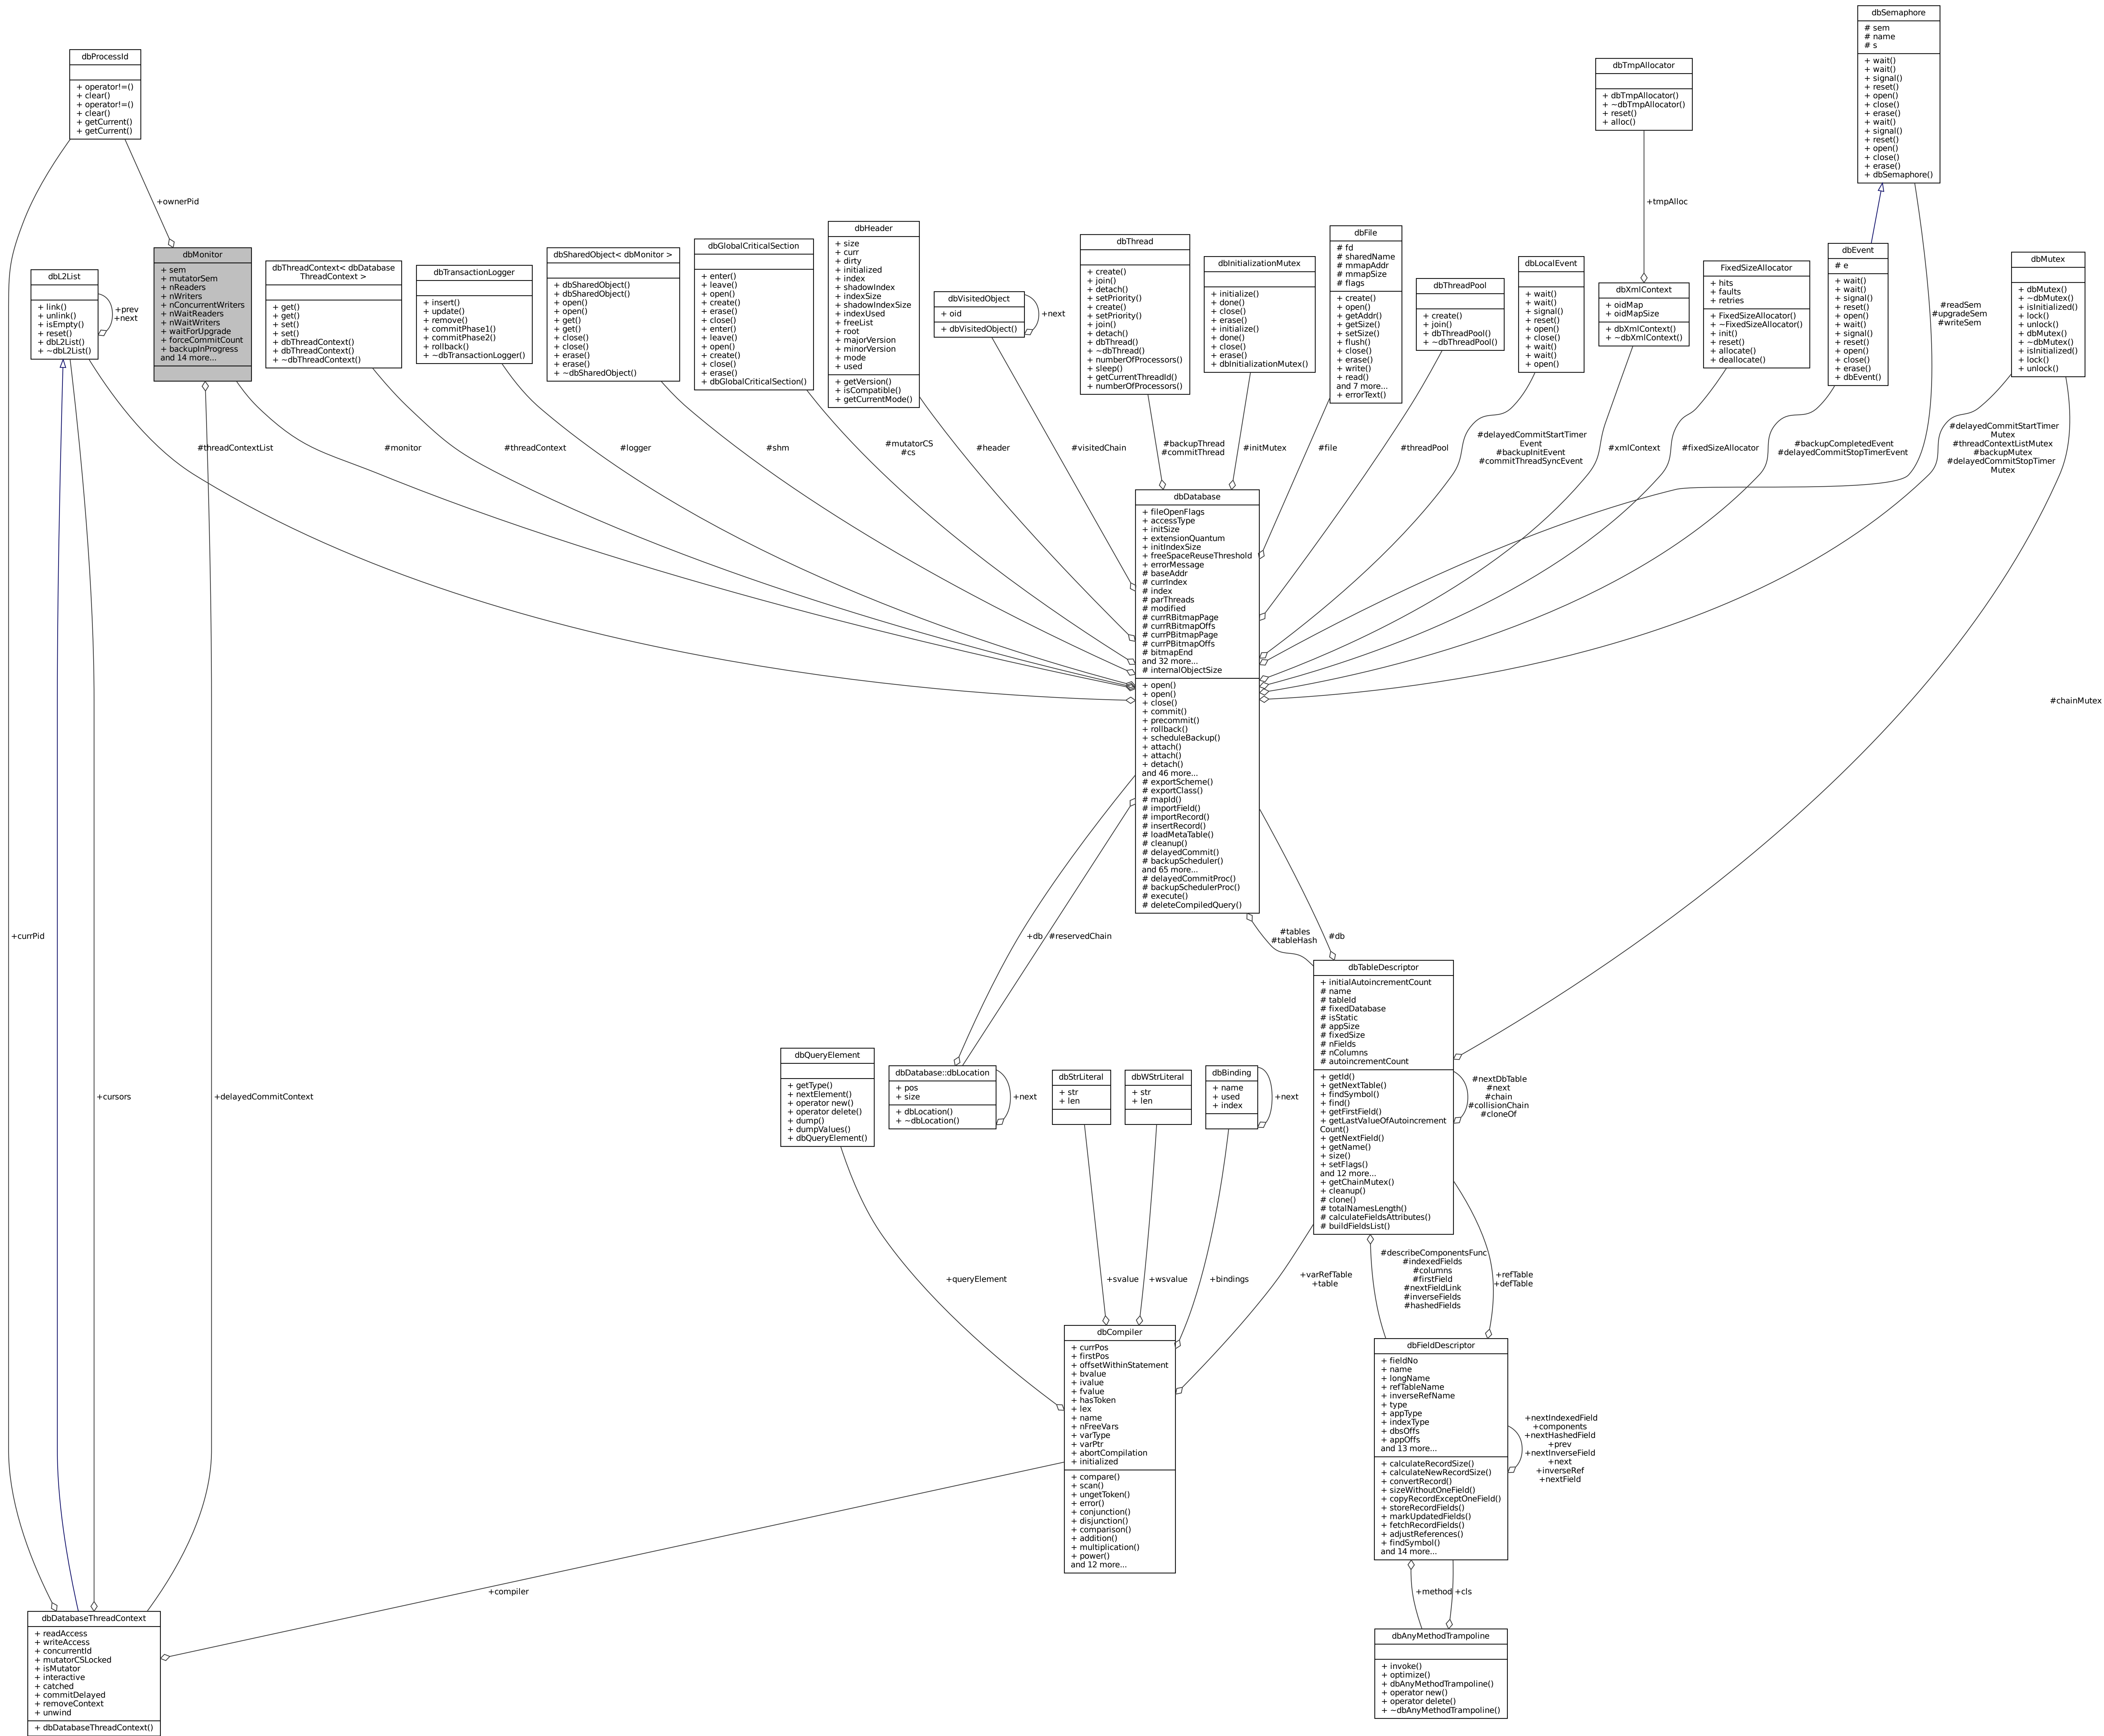 dbSemaphore
# sem
# name
# s
+ wait()
+ wait()
+ signal()
+ reset()
+ open()
+ close()
+ erase()
+ wait()
+ signal()
+ reset()
+ open()
+ close()
+ erase()
+ dbSemaphore()
dbProcessId
+ operator!=()
+ clear()
+ operator!=()
+ clear()
+ getCurrent()
+ getCurrent()
dbTmpAllocator
+ dbTmpAllocator()
+ ~dbTmpAllocator()
+ reset()
+ alloc()
+ownerPid
+tmpAlloc
dbL2List
+ link()
+ unlink()
+ isEmpty()
+ reset()
+ dbL2List()
+ ~dbL2List()
+prev
+next
dbMonitor
+ sem
+ mutatorSem
+ nReaders
+ nWriters
+ nConcurrentWriters
+ nWaitReaders
+ nWaitWriters
+ waitForUpgrade
+ forceCommitCount
+ backupInProgress
and 14 more...
dbThreadContext< dbDatabase
ThreadContext >
+ get()
+ get()
+ set()
+ set()
+ dbThreadContext()
+ dbThreadContext()
+ ~dbThreadContext()
dbTransactionLogger
+ insert()
+ update()
+ remove()
+ commitPhase1()
+ commitPhase2()
+ rollback()
+ ~dbTransactionLogger()
dbSharedObject< dbMonitor >
+ dbSharedObject()
+ dbSharedObject()
+ open()
+ open()
+ get()
+ get()
+ close()
+ close()
+ erase()
+ erase()
+ ~dbSharedObject()
dbGlobalCriticalSection
+ enter()
+ leave()
+ open()
+ create()
+ erase()
+ close()
+ enter()
+ leave()
+ open()
+ create()
+ close()
+ erase()
+ dbGlobalCriticalSection()
dbHeader
+ size
+ curr
+ dirty
+ initialized
+ index
+ shadowIndex
+ indexSize
+ shadowIndexSize
+ indexUsed
+ freeList
+ root
+ majorVersion
+ minorVersion
+ mode
+ used
+ getVersion()
+ isCompatible()
+ getCurrentMode()
dbVisitedObject
+ oid
+ dbVisitedObject()
+next
dbThread
+ create()
+ join()
+ detach()
+ setPriority()
+ create()
+ setPriority()
+ join()
+ detach()
+ dbThread()
+ ~dbThread()
+ numberOfProcessors()
+ sleep()
+ getCurrentThreadId()
+ numberOfProcessors()
dbInitializationMutex
+ initialize()
+ done()
+ close()
+ erase()
+ initialize()
+ done()
+ close()
+ erase()
+ dbInitializationMutex()
dbFile
# fd
# sharedName
# mmapAddr
# mmapSize
# flags
+ create()
+ open()
+ getAddr()
+ getSize()
+ setSize()
+ flush()
+ close()
+ erase()
+ write()
+ read()
and 7 more...
+ errorText()
dbThreadPool
+ create()
+ join()
+ dbThreadPool()
+ ~dbThreadPool()
dbLocalEvent
+ wait()
+ wait()
+ signal()
+ reset()
+ open()
+ close()
+ wait()
+ wait()
+ open()
dbXmlContext
+ oidMap
+ oidMapSize
+ dbXmlContext()
+ ~dbXmlContext()
FixedSizeAllocator
+ hits
+ faults
+ retries
+ FixedSizeAllocator()
+ ~FixedSizeAllocator()
+ init()
+ reset()
+ allocate()
+ deallocate()
dbEvent
# e
+ wait()
+ wait()
+ signal()
+ reset()
+ open()
+ wait()
+ signal()
+ reset()
+ open()
+ close()
+ erase()
+ dbEvent()
#readSem
#upgradeSem
#writeSem
dbMutex
+ dbMutex()
+ ~dbMutex()
+ isInitialized()
+ lock()
+ unlock()
+ dbMutex()
+ ~dbMutex()
+ isInitialized()
+ lock()
+ unlock()
#threadContextList
#monitor
#threadContext
#logger
#shm
#mutatorCS
#cs
#header
#visitedChain
#backupThread
#commitThread
#initMutex
#file
#threadPool
#delayedCommitStartTimer
Event
#backupInitEvent
#commitThreadSyncEvent
#xmlContext
#fixedSizeAllocator
#backupCompletedEvent
#delayedCommitStopTimerEvent
#delayedCommitStartTimer
Mutex
#threadContextListMutex
#backupMutex
#delayedCommitStopTimer
Mutex
dbDatabase
+ fileOpenFlags
+ accessType
+ initSize
+ extensionQuantum
+ initIndexSize
+ freeSpaceReuseThreshold
+ errorMessage
# baseAddr
# currIndex
# index
# parThreads
# modified
# currRBitmapPage
# currRBitmapOffs
# currPBitmapPage
# currPBitmapOffs
# bitmapEnd
and 32 more...
# internalObjectSize
+ open()
+ open()
+ close()
+ commit()
+ precommit()
+ rollback()
+ scheduleBackup()
+ attach()
+ attach()
+ detach()
and 46 more...
# exportScheme()
# exportClass()
# mapId()
# importField()
# importRecord()
# insertRecord()
# loadMetaTable()
# cleanup()
# delayedCommit()
# backupScheduler()
and 65 more...
# delayedCommitProc()
# backupSchedulerProc()
# execute()
# deleteCompiledQuery()
#chainMutex
+currPid
+db
#reservedChain
#tables
#tableHash
#db
dbTableDescriptor
+ initialAutoincrementCount
# name
# tableId
# fixedDatabase
# isStatic
# appSize
# fixedSize
# nFields
# nColumns
# autoincrementCount
+ getId()
+ getNextTable()
+ findSymbol()
+ find()
+ getFirstField()
+ getLastValueOfAutoincrement
Count()
+ getNextField()
+ getName()
+ size()
+ setFlags()
and 12 more...
+ getChainMutex()
+ cleanup()
# clone()
# totalNamesLength()
# calculateFieldsAttributes()
# buildFieldsList()
#nextDbTable
#next
#chain
#collisionChain
#cloneOf
+cursors
+delayedCommitContext
dbQueryElement
+ getType()
+ nextElement()
+ operator new()
+ operator delete()
+ dump()
+ dumpValues()
+ dbQueryElement()
dbDatabase::dbLocation
+ pos
+ size
+ dbLocation()
+ ~dbLocation()
+next
dbStrLiteral
+ str
+ len
dbWStrLiteral
+ str
+ len
dbBinding
+ name
+ used
+ index
+next
+queryElement
+svalue
+wsvalue
+bindings
+varRefTable
+table
#describeComponentsFunc
#indexedFields
#columns
#firstField
#nextFieldLink
#inverseFields
#hashedFields
+refTable
+defTable
dbCompiler
+ currPos
+ firstPos
+ offsetWithinStatement
+ bvalue
+ ivalue
+ fvalue
+ hasToken
+ lex
+ name
+ nFreeVars
+ varType
+ varPtr
+ abortCompilation
+ initialized
+ compare()
+ scan()
+ ungetToken()
+ error()
+ conjunction()
+ disjunction()
+ comparison()
+ addition()
+ multiplication()
+ power()
and 12 more...
dbFieldDescriptor
+ fieldNo
+ name
+ longName
+ refTableName
+ inverseRefName
+ type
+ appType
+ indexType
+ dbsOffs
+ appOffs
and 13 more...
+ calculateRecordSize()
+ calculateNewRecordSize()
+ convertRecord()
+ sizeWithoutOneField()
+ copyRecordExceptOneField()
+ storeRecordFields()
+ markUpdatedFields()
+ fetchRecordFields()
+ adjustReferences()
+ findSymbol()
and 14 more...
+nextIndexedField
+components
+nextHashedField
+prev
+nextInverseField
+next
+inverseRef
+nextField
+compiler
+method
+cls
dbDatabaseThreadContext
+ readAccess
+ writeAccess
+ concurrentId
+ mutatorCSLocked
+ isMutator
+ interactive
+ catched
+ commitDelayed
+ removeContext
+ unwind
+ dbDatabaseThreadContext()
dbAnyMethodTrampoline
+ invoke()
+ optimize()
+ dbAnyMethodTrampoline()
+ operator new()
+ operator delete()
+ ~dbAnyMethodTrampoline()